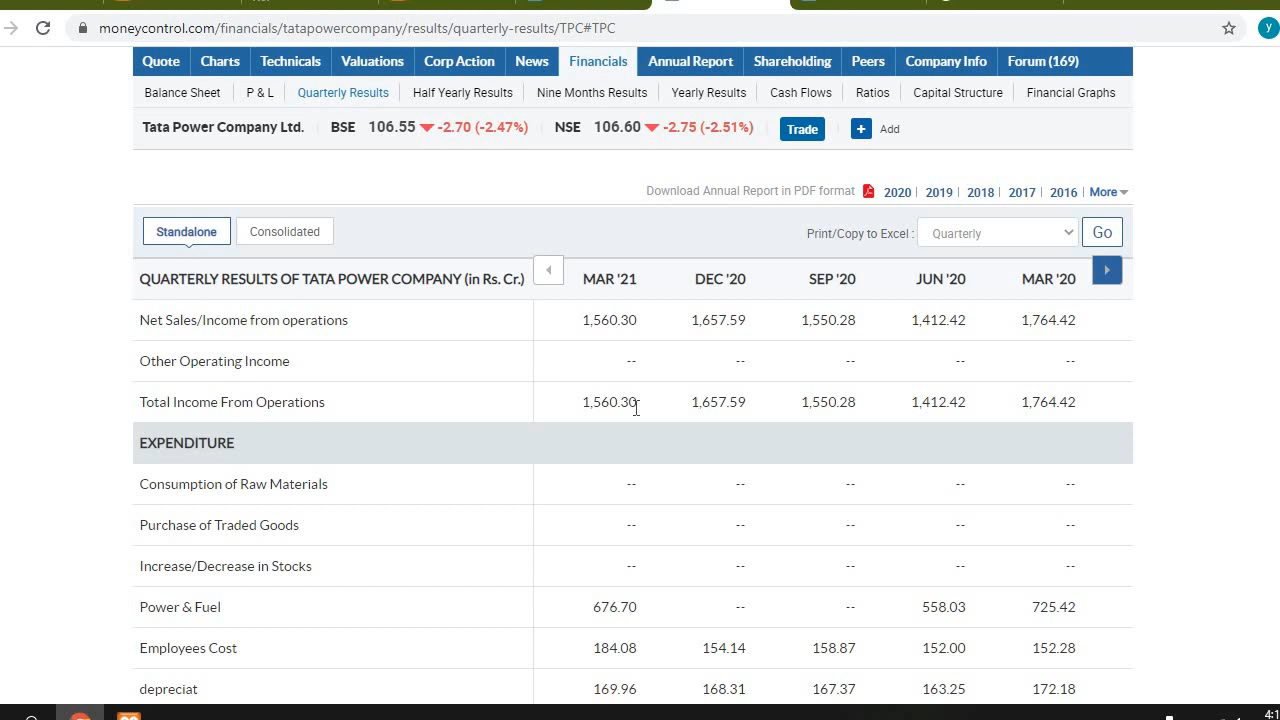 moneycontrol.com/financials/tatapowercompany/results/quarterly-results/TPC#TPC
y
Quote Charts Technicals Valuations Corp Action News Financials Annual Report Shareholding Peers Company Info Forum (169)
Balance Sheet P & L Quarterly Results Half Yearly Results Nine Months Results Yearly Results Cash Flows Ratios Capital Structure Financial Graphs
Tata Power Company Ltd. BSE 106.55 -2.70 (-2.47%) NSE 106.60 -2.75 (-2.51%) Trade + Add
Download Annual Report in PDF format 2020 | 2019 | 2018 | 2017 | 2016 | More
Standalone Consolidated Print/Copy to Excel : Quarterly Go
QUARTERLY RESULTS OF TATA POWER COMPANY (in Rs. Cr.) MAR '21 DEC '20 SEP '20 JUN '20 MAR '20
Net Sales/Income from operations 1,560.30 1,657.59 1,550.28 1,412.42 1,764.42
Other Operating Income -- -- -- -- --
Total Income From Operations 1,560.30 1,657.59 1,550.28 1,412.42 1,764.42
EXPENDITURE
Consumption of Raw Materials -- -- -- -- --
Purchase of Traded Goods -- -- -- -- --
Increase/Decrease in Stocks -- -- -- -- --
Power & Fuel 676.70 -- -- 558.03 725.42
Employees Cost 184.08 154.14 158.87 152.00 152.28
depreciat 169.96 168.31 167.37 163.25 172.18